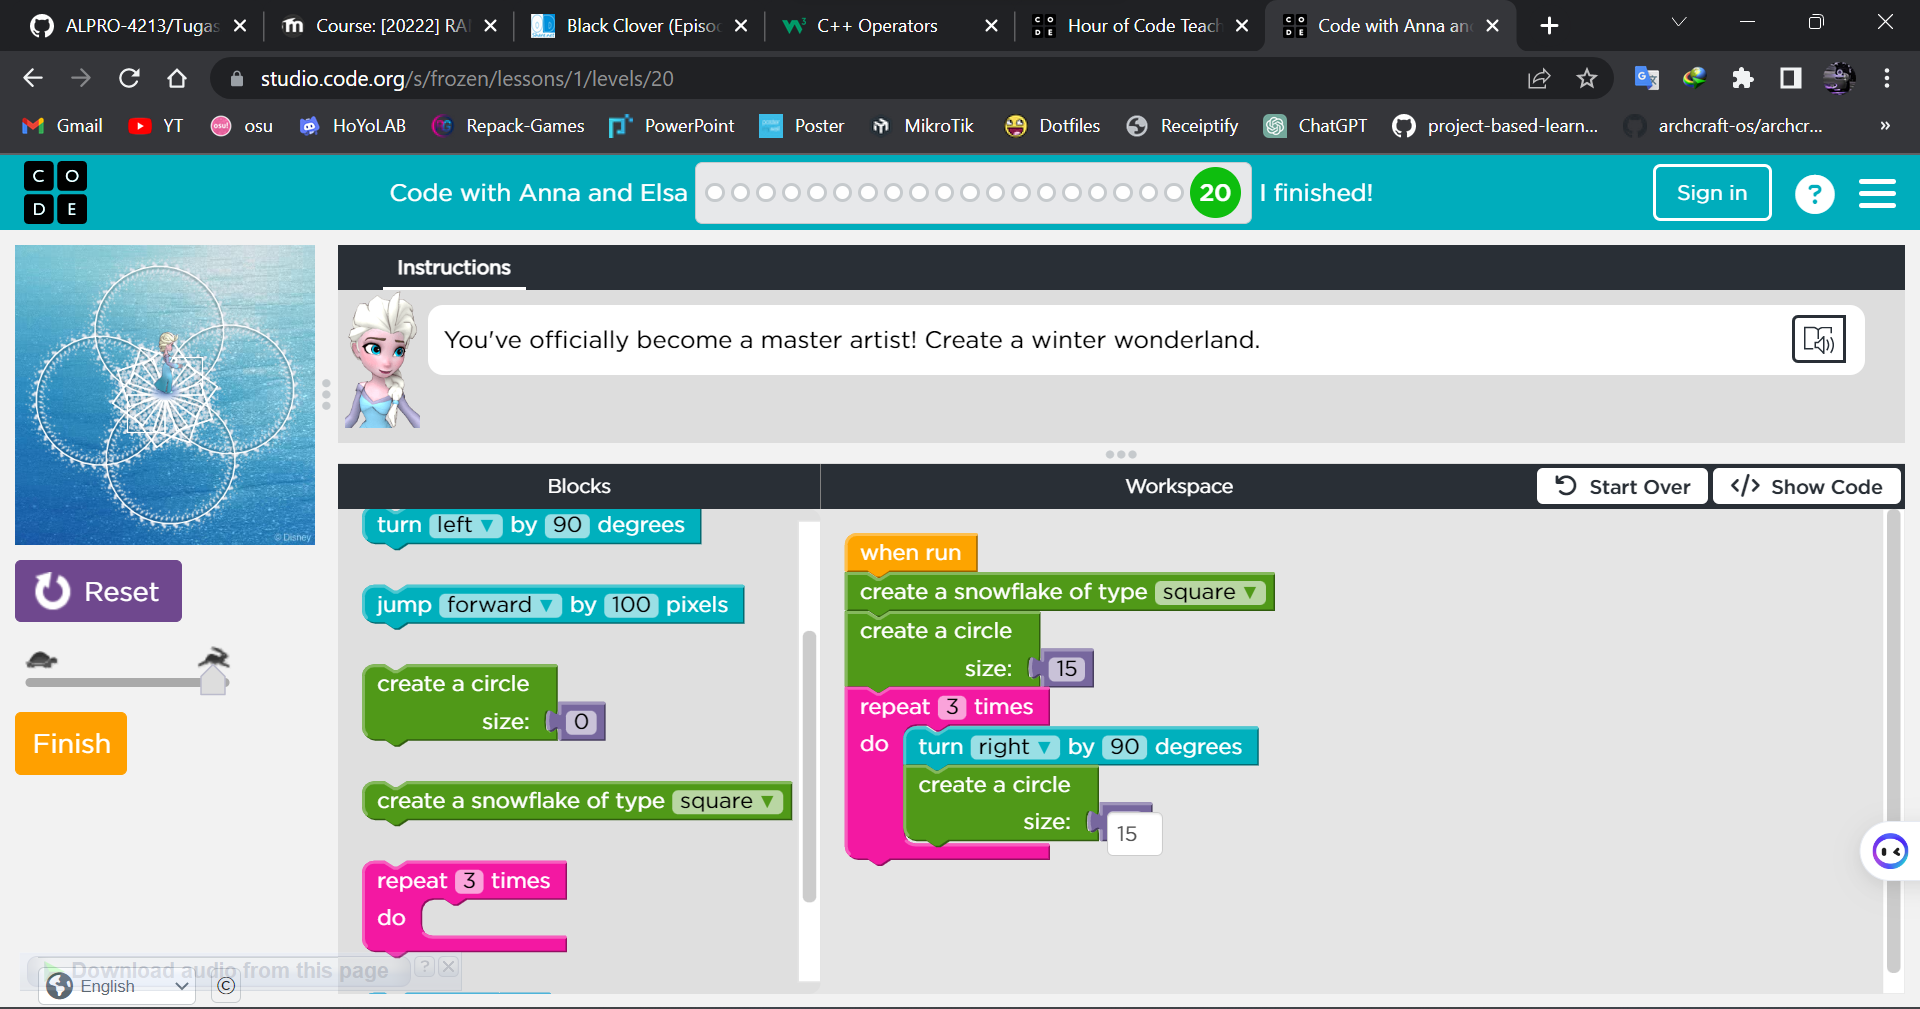 ALPRO-4213/Tugas
Course: [20222] RA
Black Clover (Episo
C++ Operators
Hour of Code Teach
Code with Anna an
studio.code.org/s/frozen/lessons/1/levels/20
Gmail
YT
osu
HoYoLAB
Repack-Games
PowerPoint
Poster
MikroTik
Dotfiles
Receiptify
ChatGPT
project-based-learn...
archcraft-os/archcr...
»
C O
D E
Code with Anna and Elsa
20
I finished!
Sign in
?
Instructions
You've officially become a master artist! Create a winter wonderland.
© Disney
Reset
Finish
Blocks
Workspace
Start Over
</> Show Code
turn left by 90 degrees
jump forward by 100 pixels
create a circle
size: 0
create a snowflake of type square
repeat 3 times
do
when run
create a snowflake of type square
create a circle
size: 15
repeat 3 times
do
turn right by 90 degrees
create a circle
size: 15
Download audio from this page
?
English
©